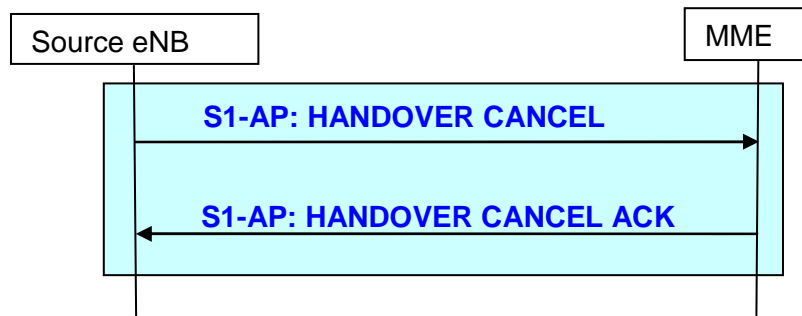 Source eNB
MME
S1-AP: HANDOVER CANCEL
S1-AP: HANDOVER CANCEL ACK